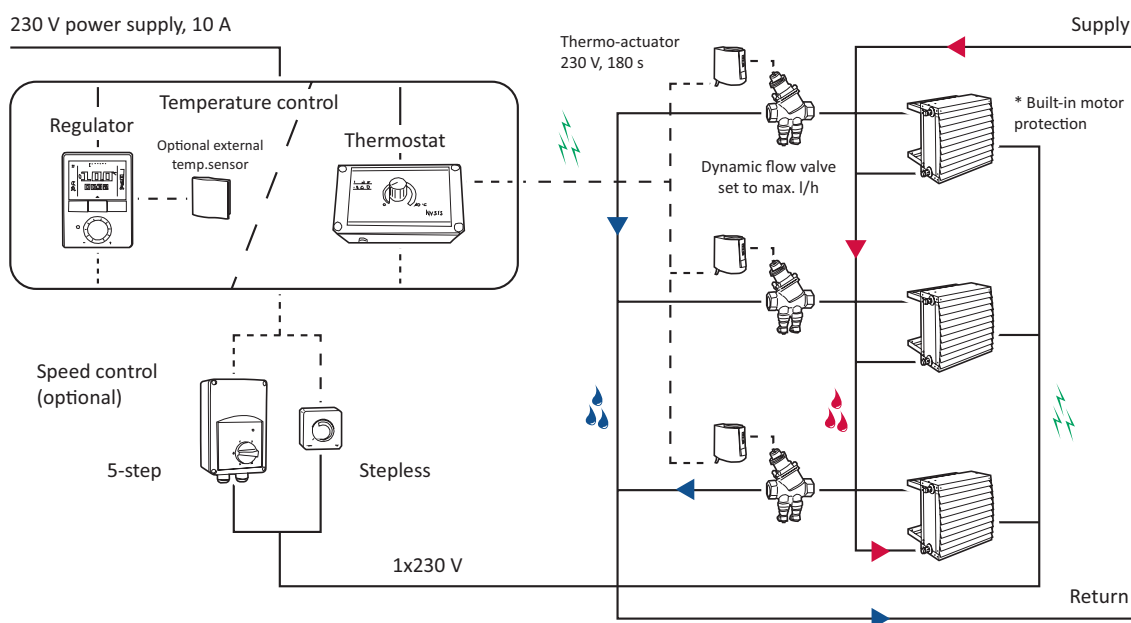 230 V power supply, 10 A
Temperature control
Regulator
Optional external
temp.sensor
Thermostat
Thermo-actuator
230 V, 180 s
Supply
* Built-in motor
protection
Dynamic flow valve
set to max. l/h
Speed control
(optional)
5-step
Stepless
1x230 V
Return